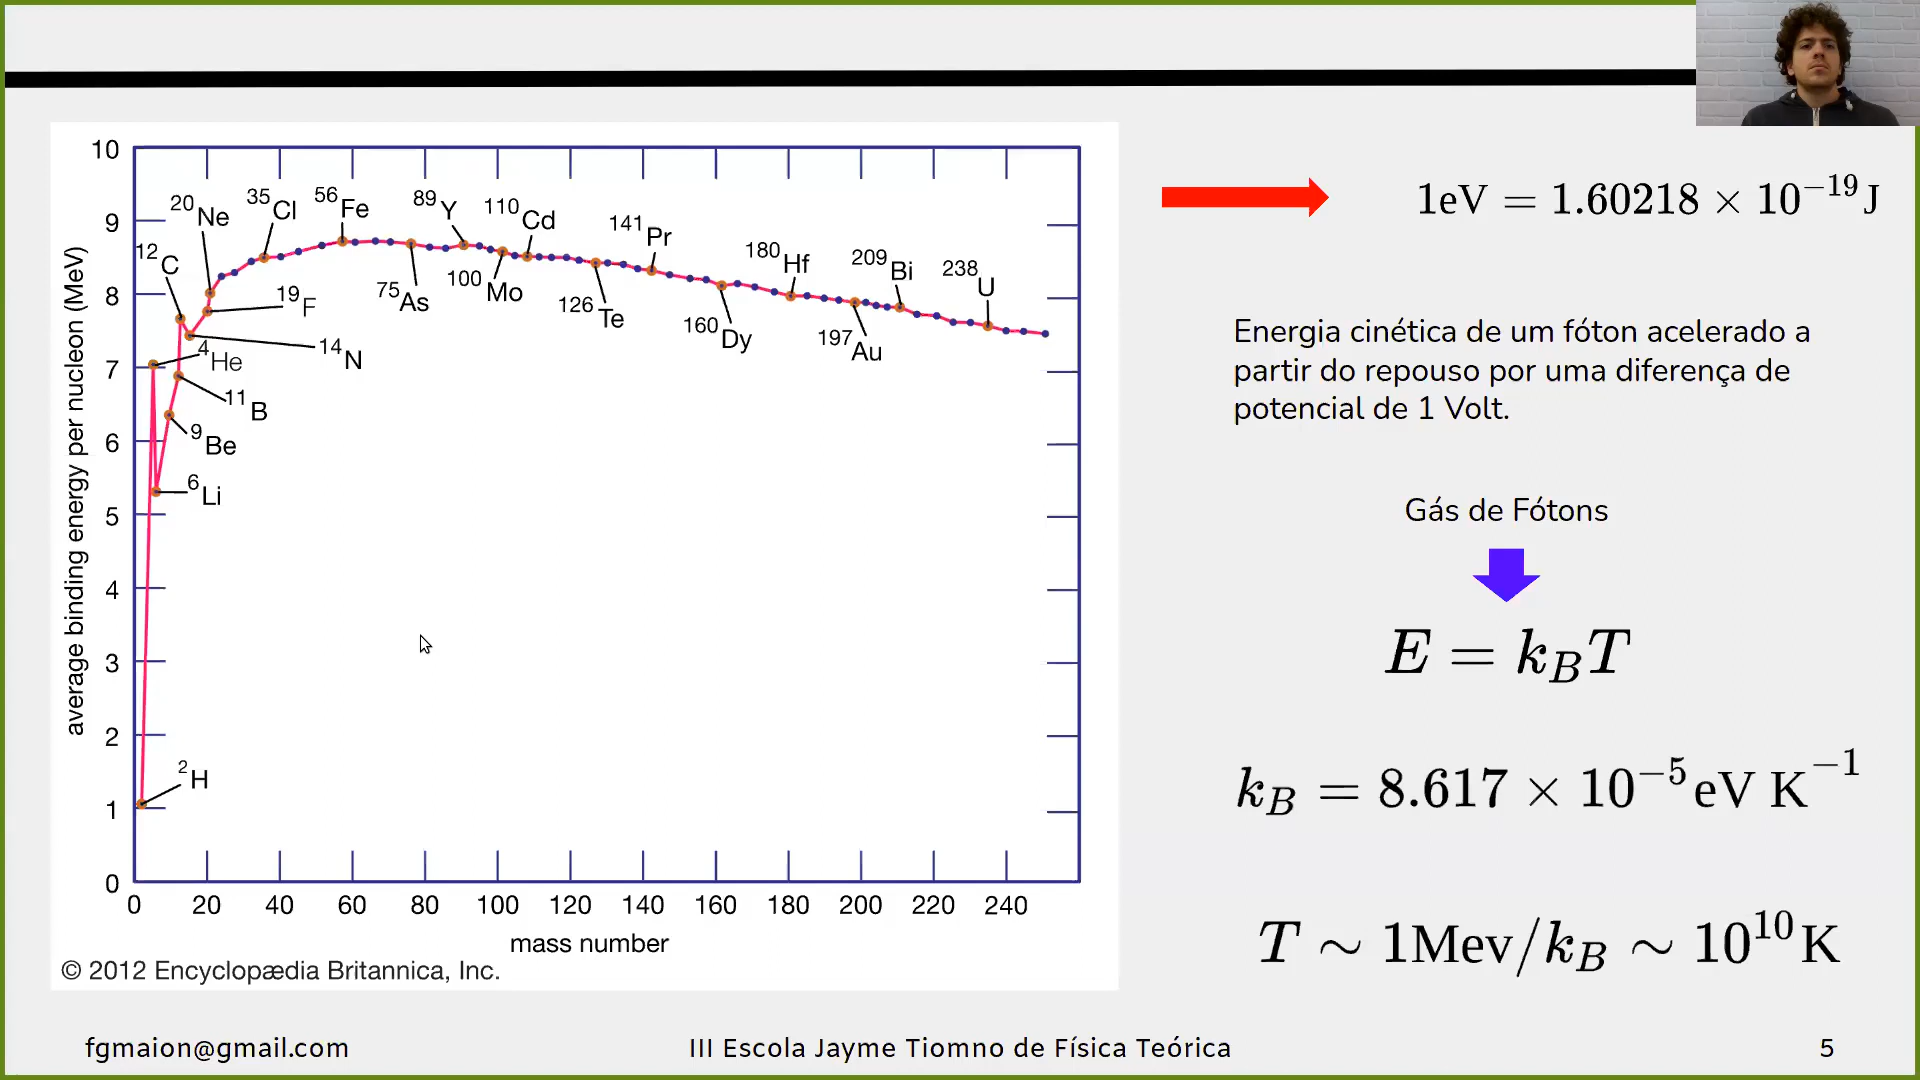 average binding energy per nucleon (MeV)
10
9
8
7
6
5
4
3
2
1
0
²H
⁴He
⁶Li
⁹Be
¹¹B
¹²C
¹⁴N
¹⁹F
²⁰Ne
³⁵Cl
⁵⁶Fe
⁷⁵As
⁸⁹Y
¹⁰⁰Mo
¹¹⁰Cd
¹²⁶Te
¹⁴¹Pr
¹⁶⁰Dy
¹⁸⁰Hf
¹⁹⁷Au
²⁰⁹Bi
²³⁸U
0 20 40 60 80 100 120 140 160 180 200 220 240
mass number
© 2012 Encyclopædia Britannica, Inc.
1eV = 1.60218 × 10⁻¹⁹J
Energia cinética de um fóton acelerado a
partir do repouso por uma diferença de
potencial de 1 Volt.
Gás de Fótons
E = k_B T
k_B = 8.617 × 10⁻⁵ eV K⁻¹
T ∼ 1Mev/k_B ∼ 10¹⁰ K
fgmaion@gmail.com
III Escola Jayme Tiomno de Física Teórica
5